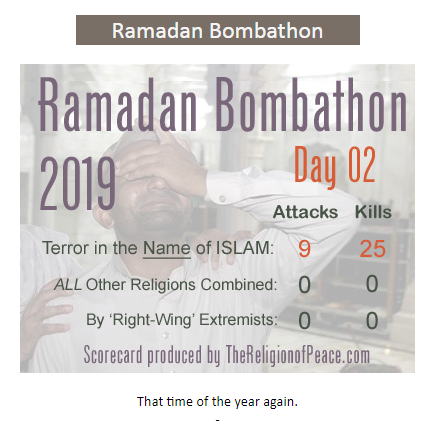 Ramadan Bombathon
Ramadan Bombathon
2019
Day 02
Attacks Kills
Terror in the Name of ISLAM: 9 25
ALL Other Religions Combined: 0 0
By ‘Right-Wing’ Extremists: 0 0
Scorecard produced by TheReligionofPeace.com
That time of the year again.
-